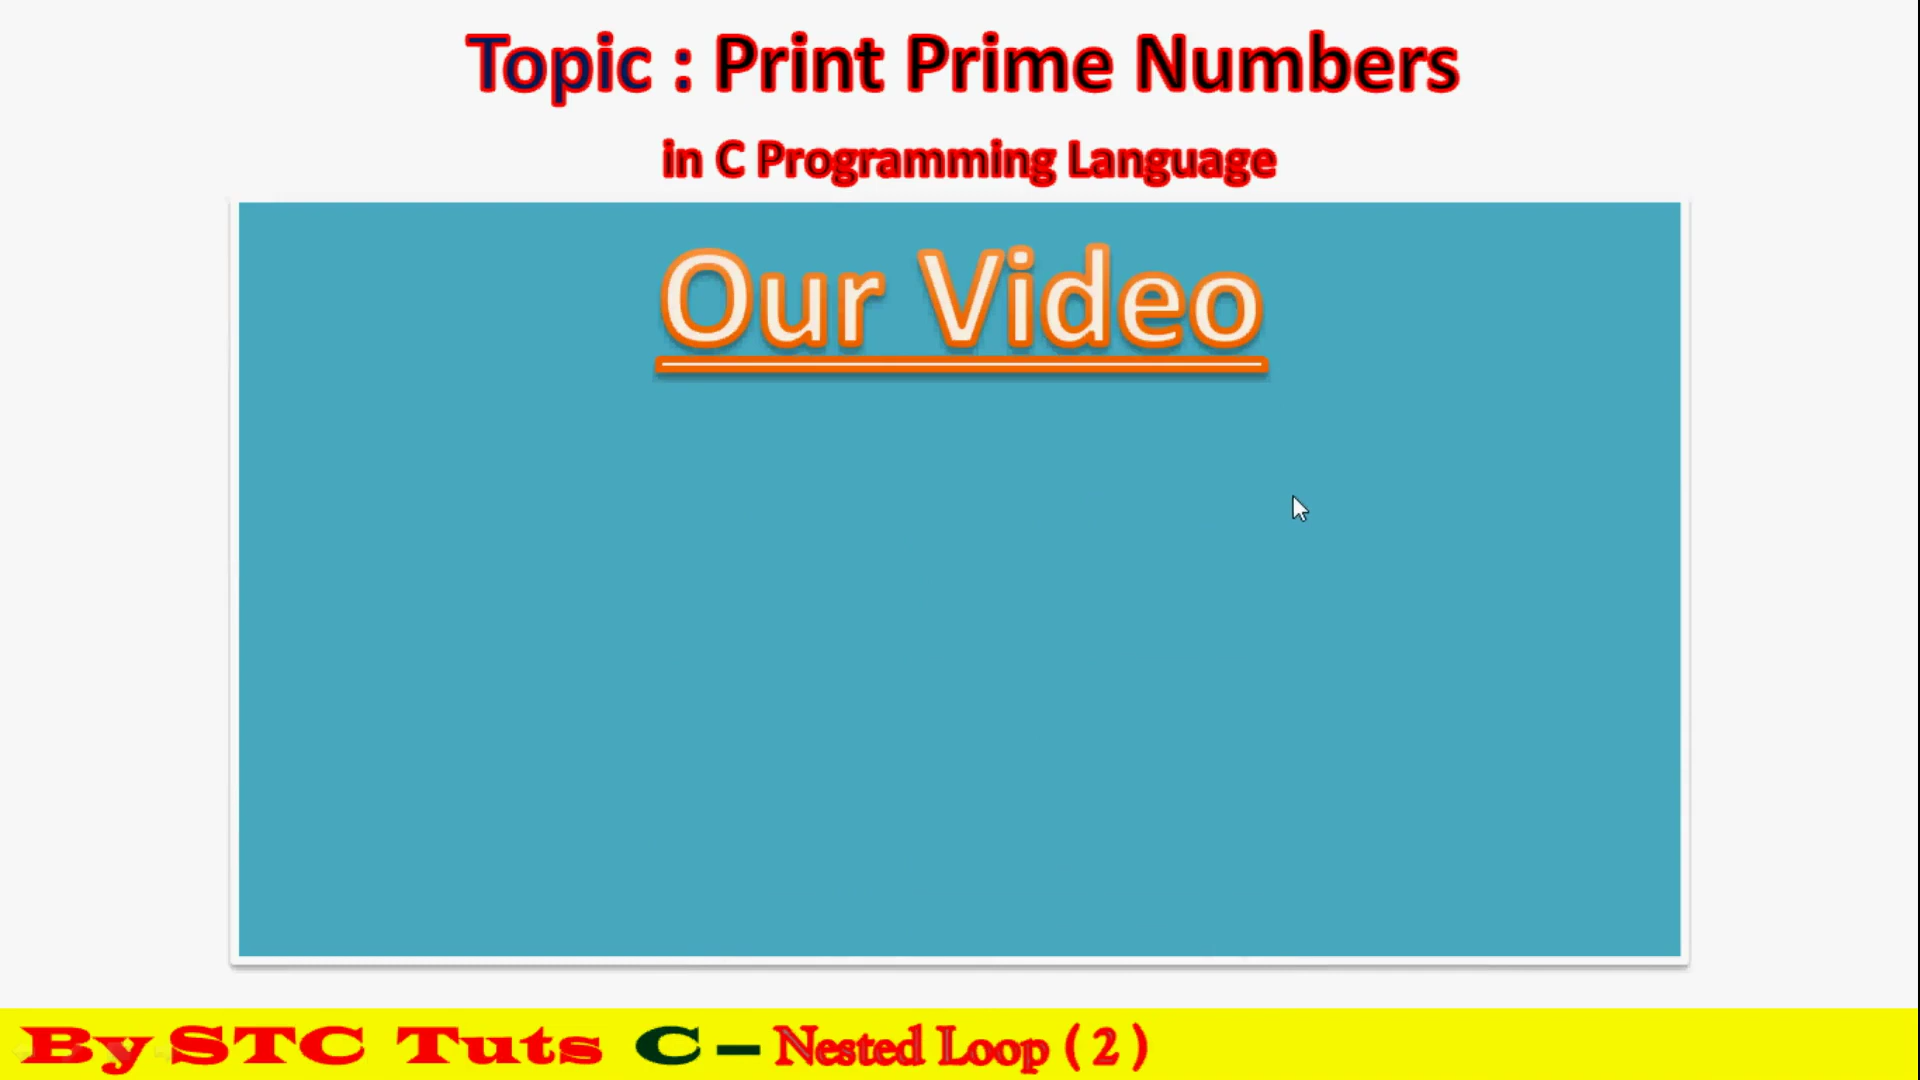 Topic : Print Prime Numbers
in C Programming Language
Our Video
By STC Tuts C – Nested Loop ( 2 )